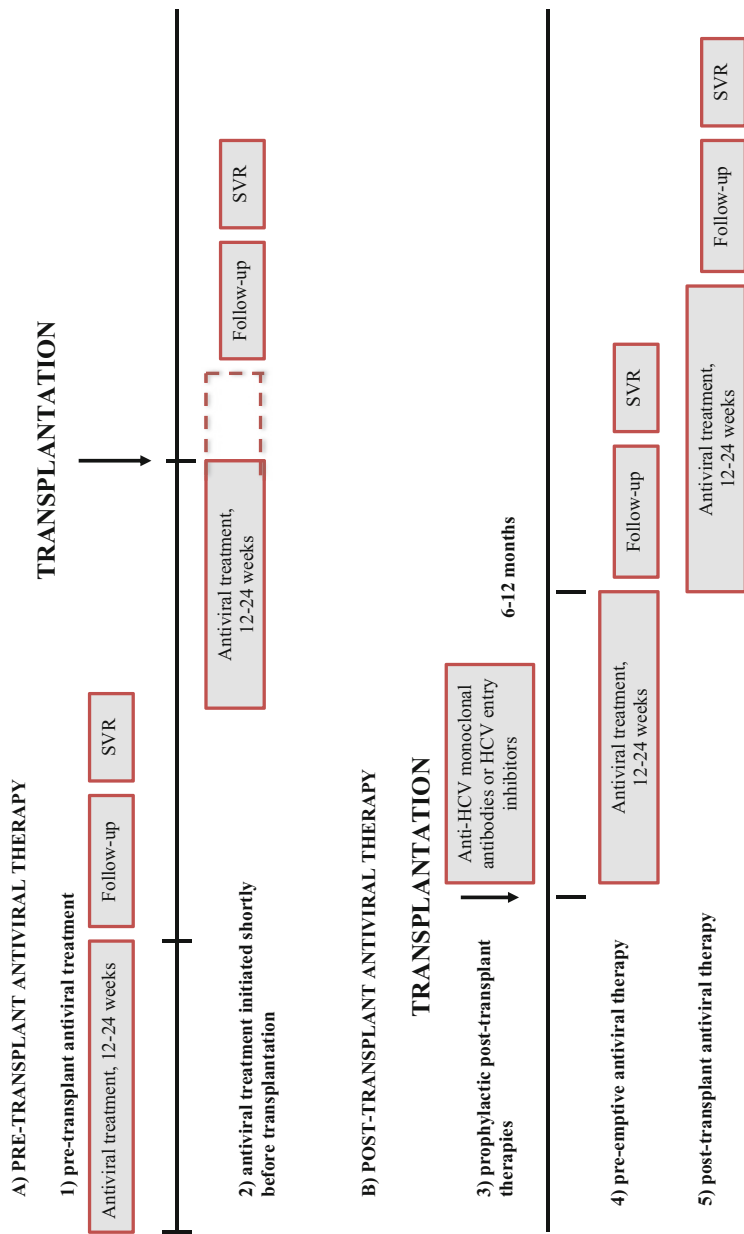 A) PRE-TRANSPLANT ANTIVIRAL THERAPY
TRANSPLANTATION
1) pre-transplant antiviral treatment
Antiviral treatment, 12-24 weeks
Follow-up
SVR
2) antiviral treatment initiated shortly
before transplantation
Antiviral treatment,
12-24 weeks
Follow-up
SVR
B) POST-TRANSPLANT ANTIVIRAL THERAPY
TRANSPLANTATION
3) prophylactic post-transplant
therapies
Anti-HCV monoclonal
antibodies or HCV entry
inhibitors
6-12 months
4) pre-emptive antiviral therapy
Antiviral treatment,
12-24 weeks
Follow-up
SVR
5) post-transplant antiviral therapy
Antiviral treatment,
12-24 weeks
Follow-up
SVR